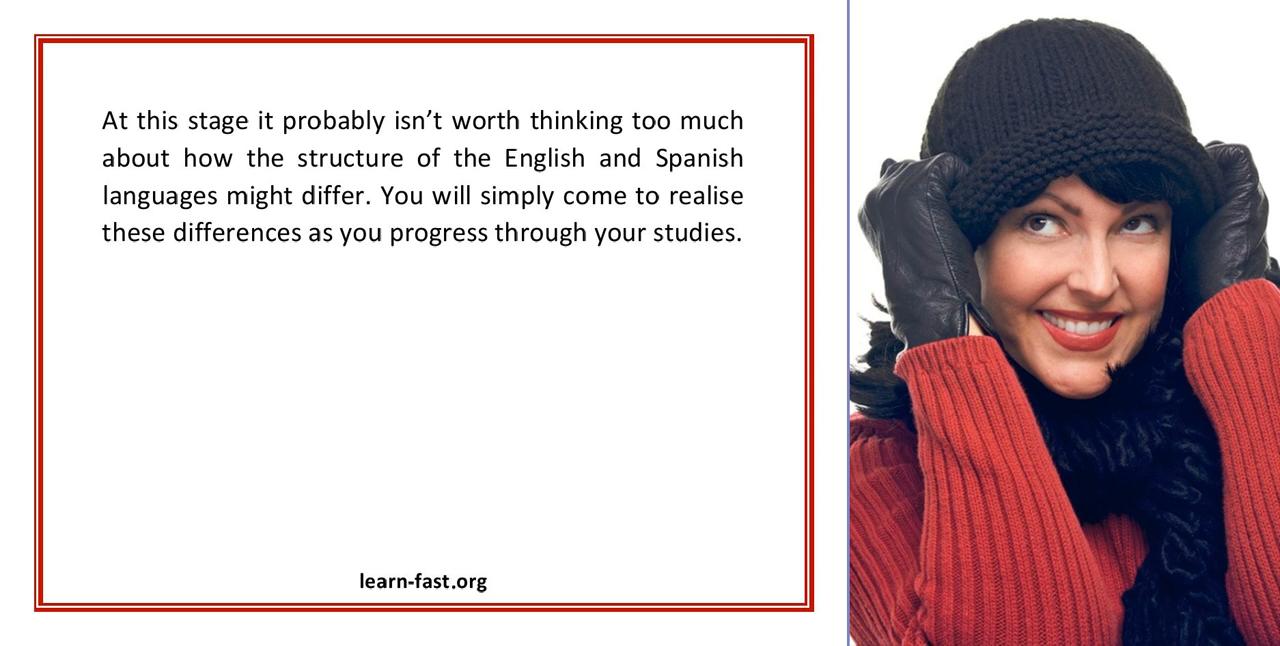 At this stage it probably isn’t worth thinking too much
about how the structure of the English and Spanish
languages might differ. You will simply come to realise
these differences as you progress through your studies.
learn-fast.org